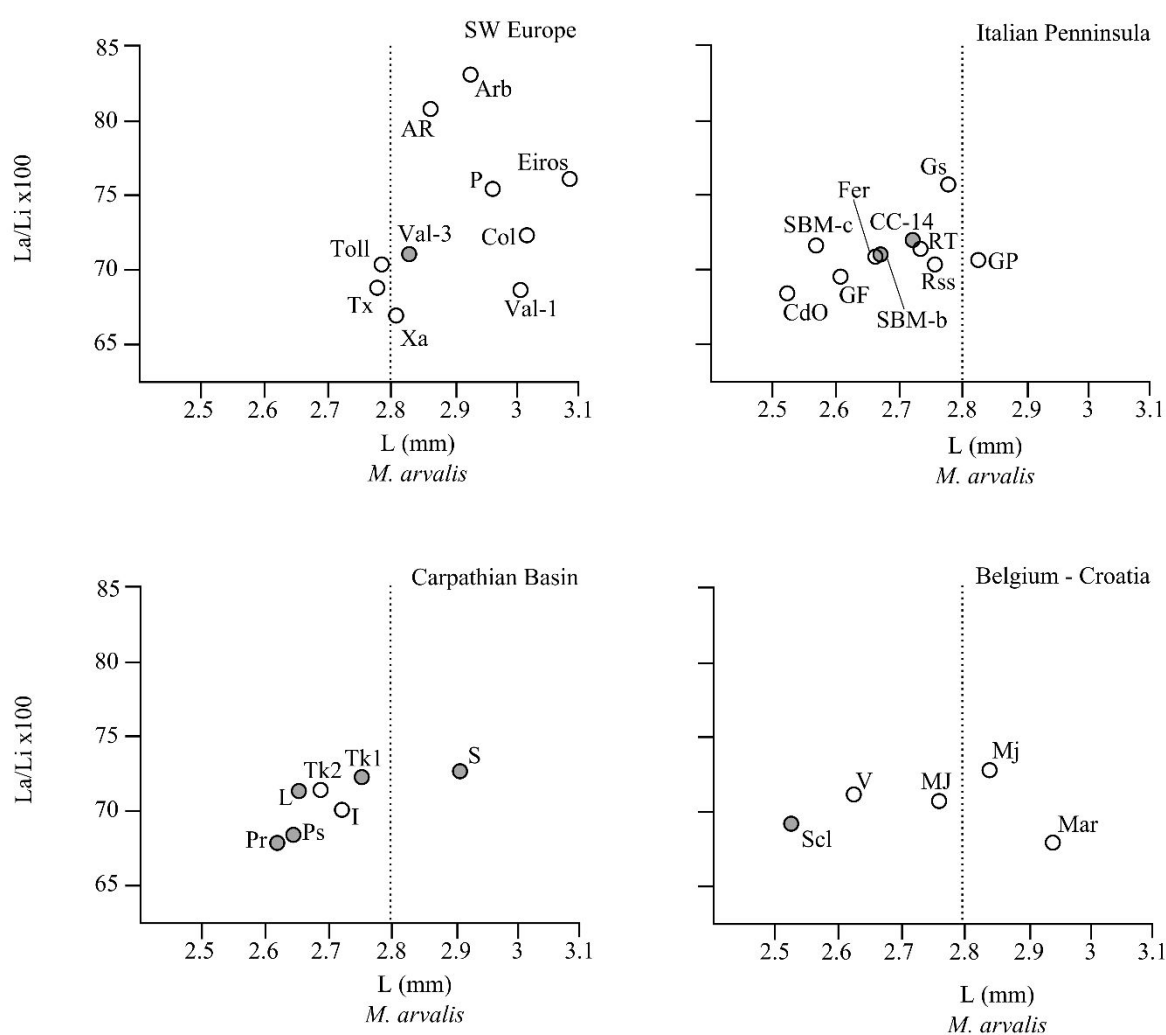 SW Europe
85
Arb
80
AR
Eiros
La/Li x100
75
P
Val-3
Col
Toll
70
Tx
Val-1
Xa
65
2.5 2.6 2.7 2.8 2.9 3 3.1
L (mm)
M. arvalis
Italian Penninsula
Gs
Fer
SBM-c CC-14
RT
GP
Rss
GF
CdO
SBM-b
2.5 2.6 2.7 2.8 2.9 3 3.1
L (mm)
M. arvalis
Carpathian Basin
85
80
La/Li x100
75
Tk1
S
Tk2
L
70
I
Ps
Pr
65
2.5 2.6 2.7 2.8 2.9 3 3.1
L (mm)
M. arvalis
Belgium - Croatia
Mj
V MJ
Mar
Scl
2.5 2.6 2.7 2.8 2.9 3 3.1
L (mm)
M. arvalis